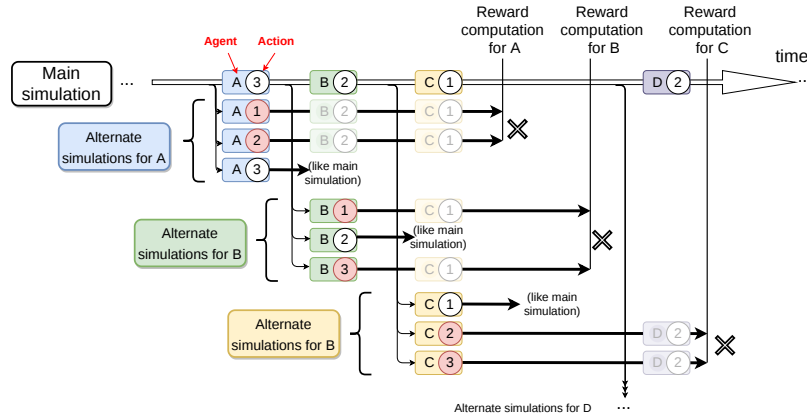 Reward computation for A
Reward computation for B
Reward computation for C
Agent
Action
time
Main simulation
...
A 3
B 2
C 1
D 2
...
Alternate simulations for A
A 1
B 2
C 1
A 2
B 2
C 1
A 3
(like main simulation)
Alternate simulations for B
B 1
C 1
B 2
(like main simulation)
B 3
C 1
Alternate simulations for B
C 1
(like main simulation)
C 2
D 2
C 3
D 2
Alternate simulations for D
...